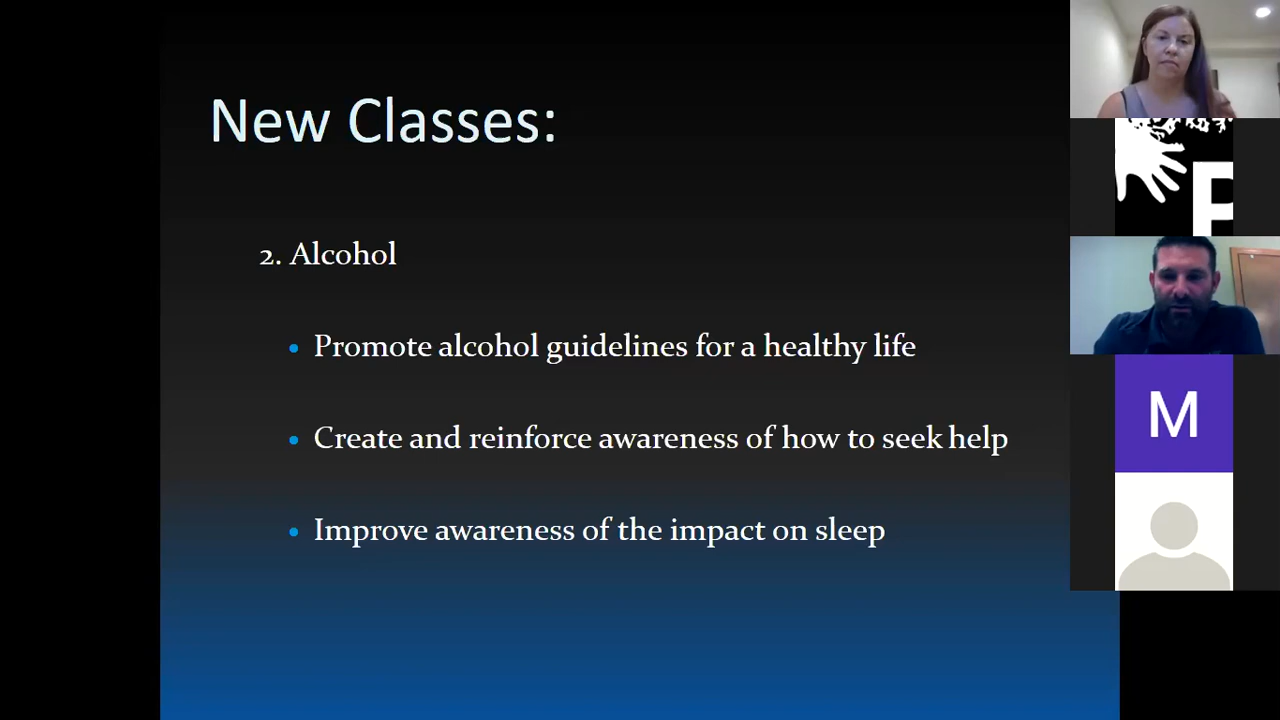 New Classes:
2. Alcohol
• Promote alcohol guidelines for a healthy life
• Create and reinforce awareness of how to seek help
• Improve awareness of the impact on sleep
P
M